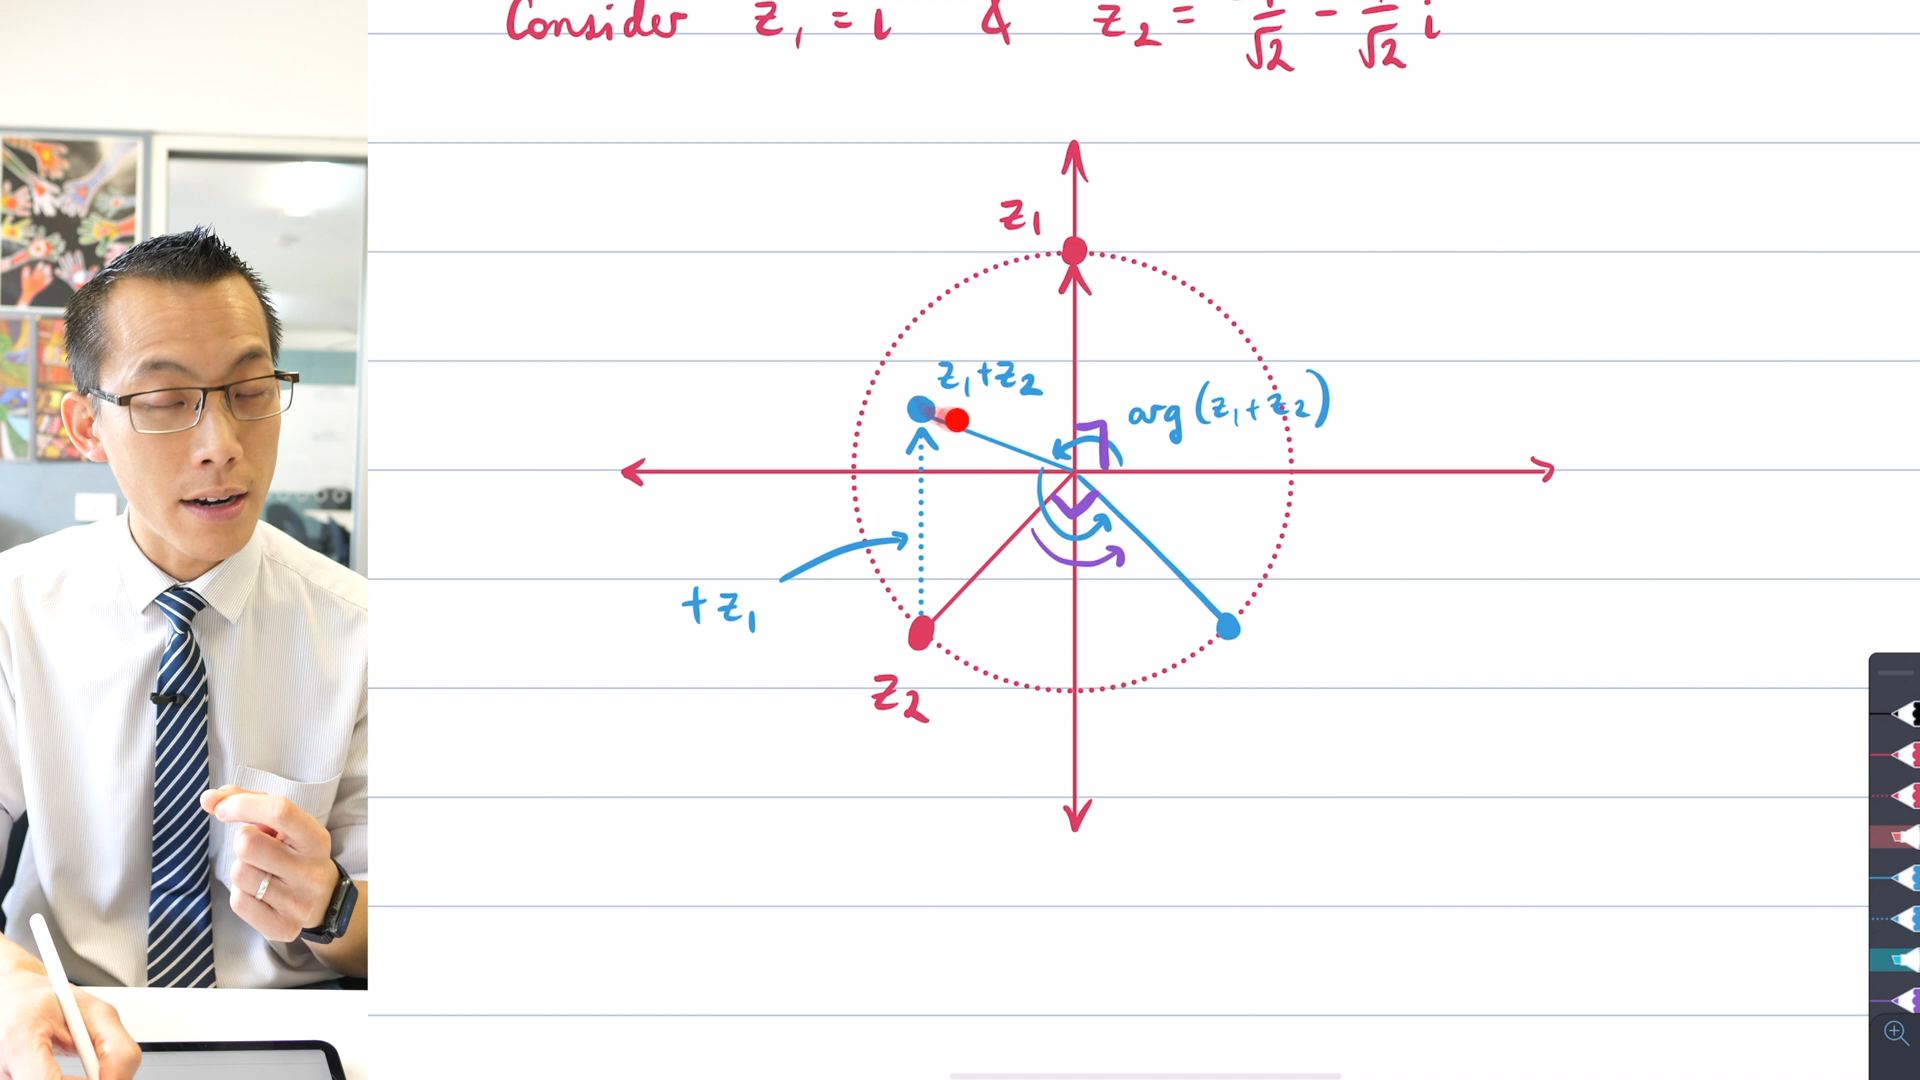 Consider z₁ = i & z₂ = 1/√2 - 1/√2 i
z₁
z₁+z₂
arg (z₁+z₂)
+z₁
z₂